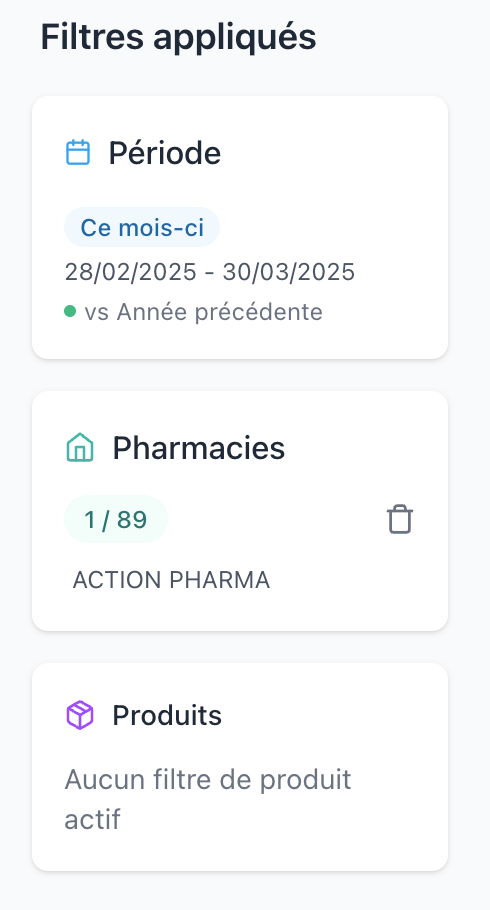 Filtres appliqués
Période
Ce mois-ci
28/02/2025 - 30/03/2025
vs Année précédente
Pharmacies
1 / 89
ACTION PHARMA
Produits
Aucun filtre de produit
actif